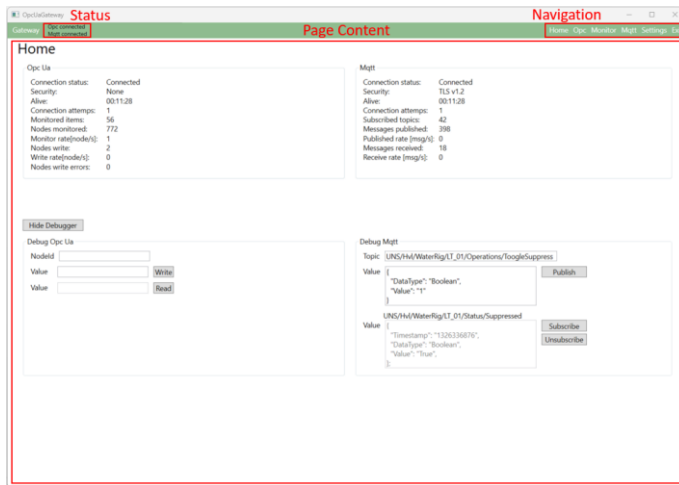 OpcUaGateway
Status
Navigation
Gateway
Opc connected
Mqtt connected
Page Content
Home Opc Monitor Mqtt Settings
Home
Opc Ua
Connection status: Connected
Security: None
Alive: 00:11:28
Connection attemps: 1
Monitored items: 56
Nodes monitored: 772
Monitor rate[node/s]: 1
Nodes write: 2
Write rate[node/s]: 0
Nodes write errors: 0
Mqtt
Connection status: Connected
Security: TLS v1.2
Alive: 00:11:28
Connection attemps: 1
Subscribed topics: 42
Messages published: 398
Published rate [msg/s]: 0
Messages received: 18
Receive rate [msg/s]: 0
Hide Debugger
Debug Opc Ua
NodeId
Value Write
Value Read
Debug Mqtt
Topic UNS/Hvl/WaterRig/LT_01/Operations/ToogleSuppress
Value {
"DataType": "Boolean",
"Value": "1"
}
Publish
UNS/Hvl/WaterRig/LT_01/Status/Suppressed
Value {
"Timestamp": "1326336876",
"DataType": "Boolean",
"Value": "True",
};
Subscribe
Unsubscribe